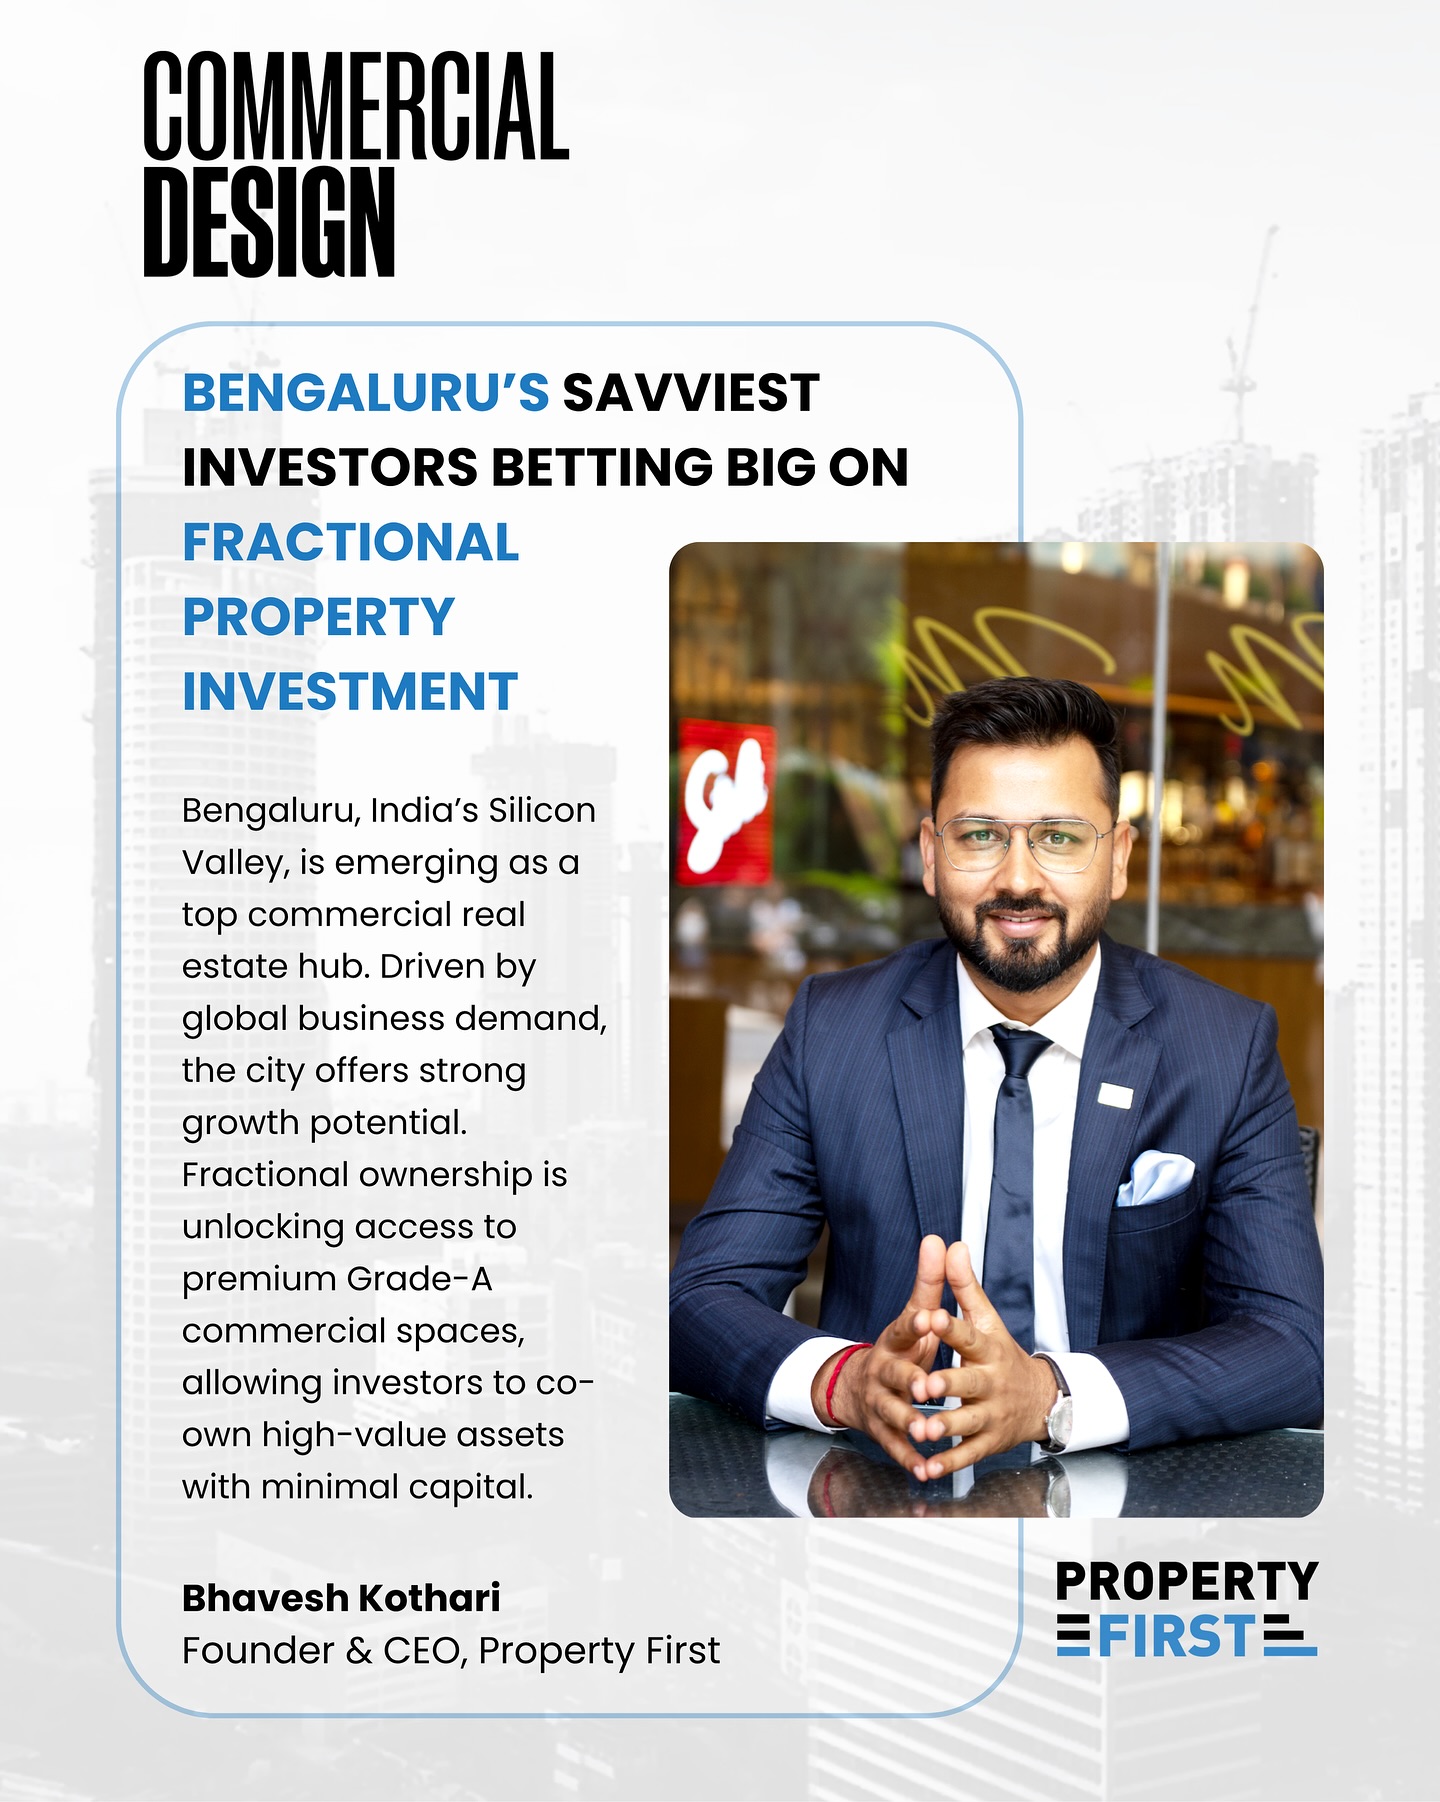 COMMERCIAL
DESIGN
BENGALURU’S SAVVIEST
INVESTORS BETTING BIG ON
FRACTIONAL
PROPERTY
INVESTMENT
Bengaluru, India’s Silicon
Valley, is emerging as a
top commercial real
estate hub. Driven by
global business demand,
the city offers strong
growth potential.
Fractional ownership is
unlocking access to
premium Grade-A
commercial spaces,
allowing investors to co-
own high-value assets
with minimal capital.
Bhavesh Kothari
Founder & CEO, Property First
PROPERTY
FIRST